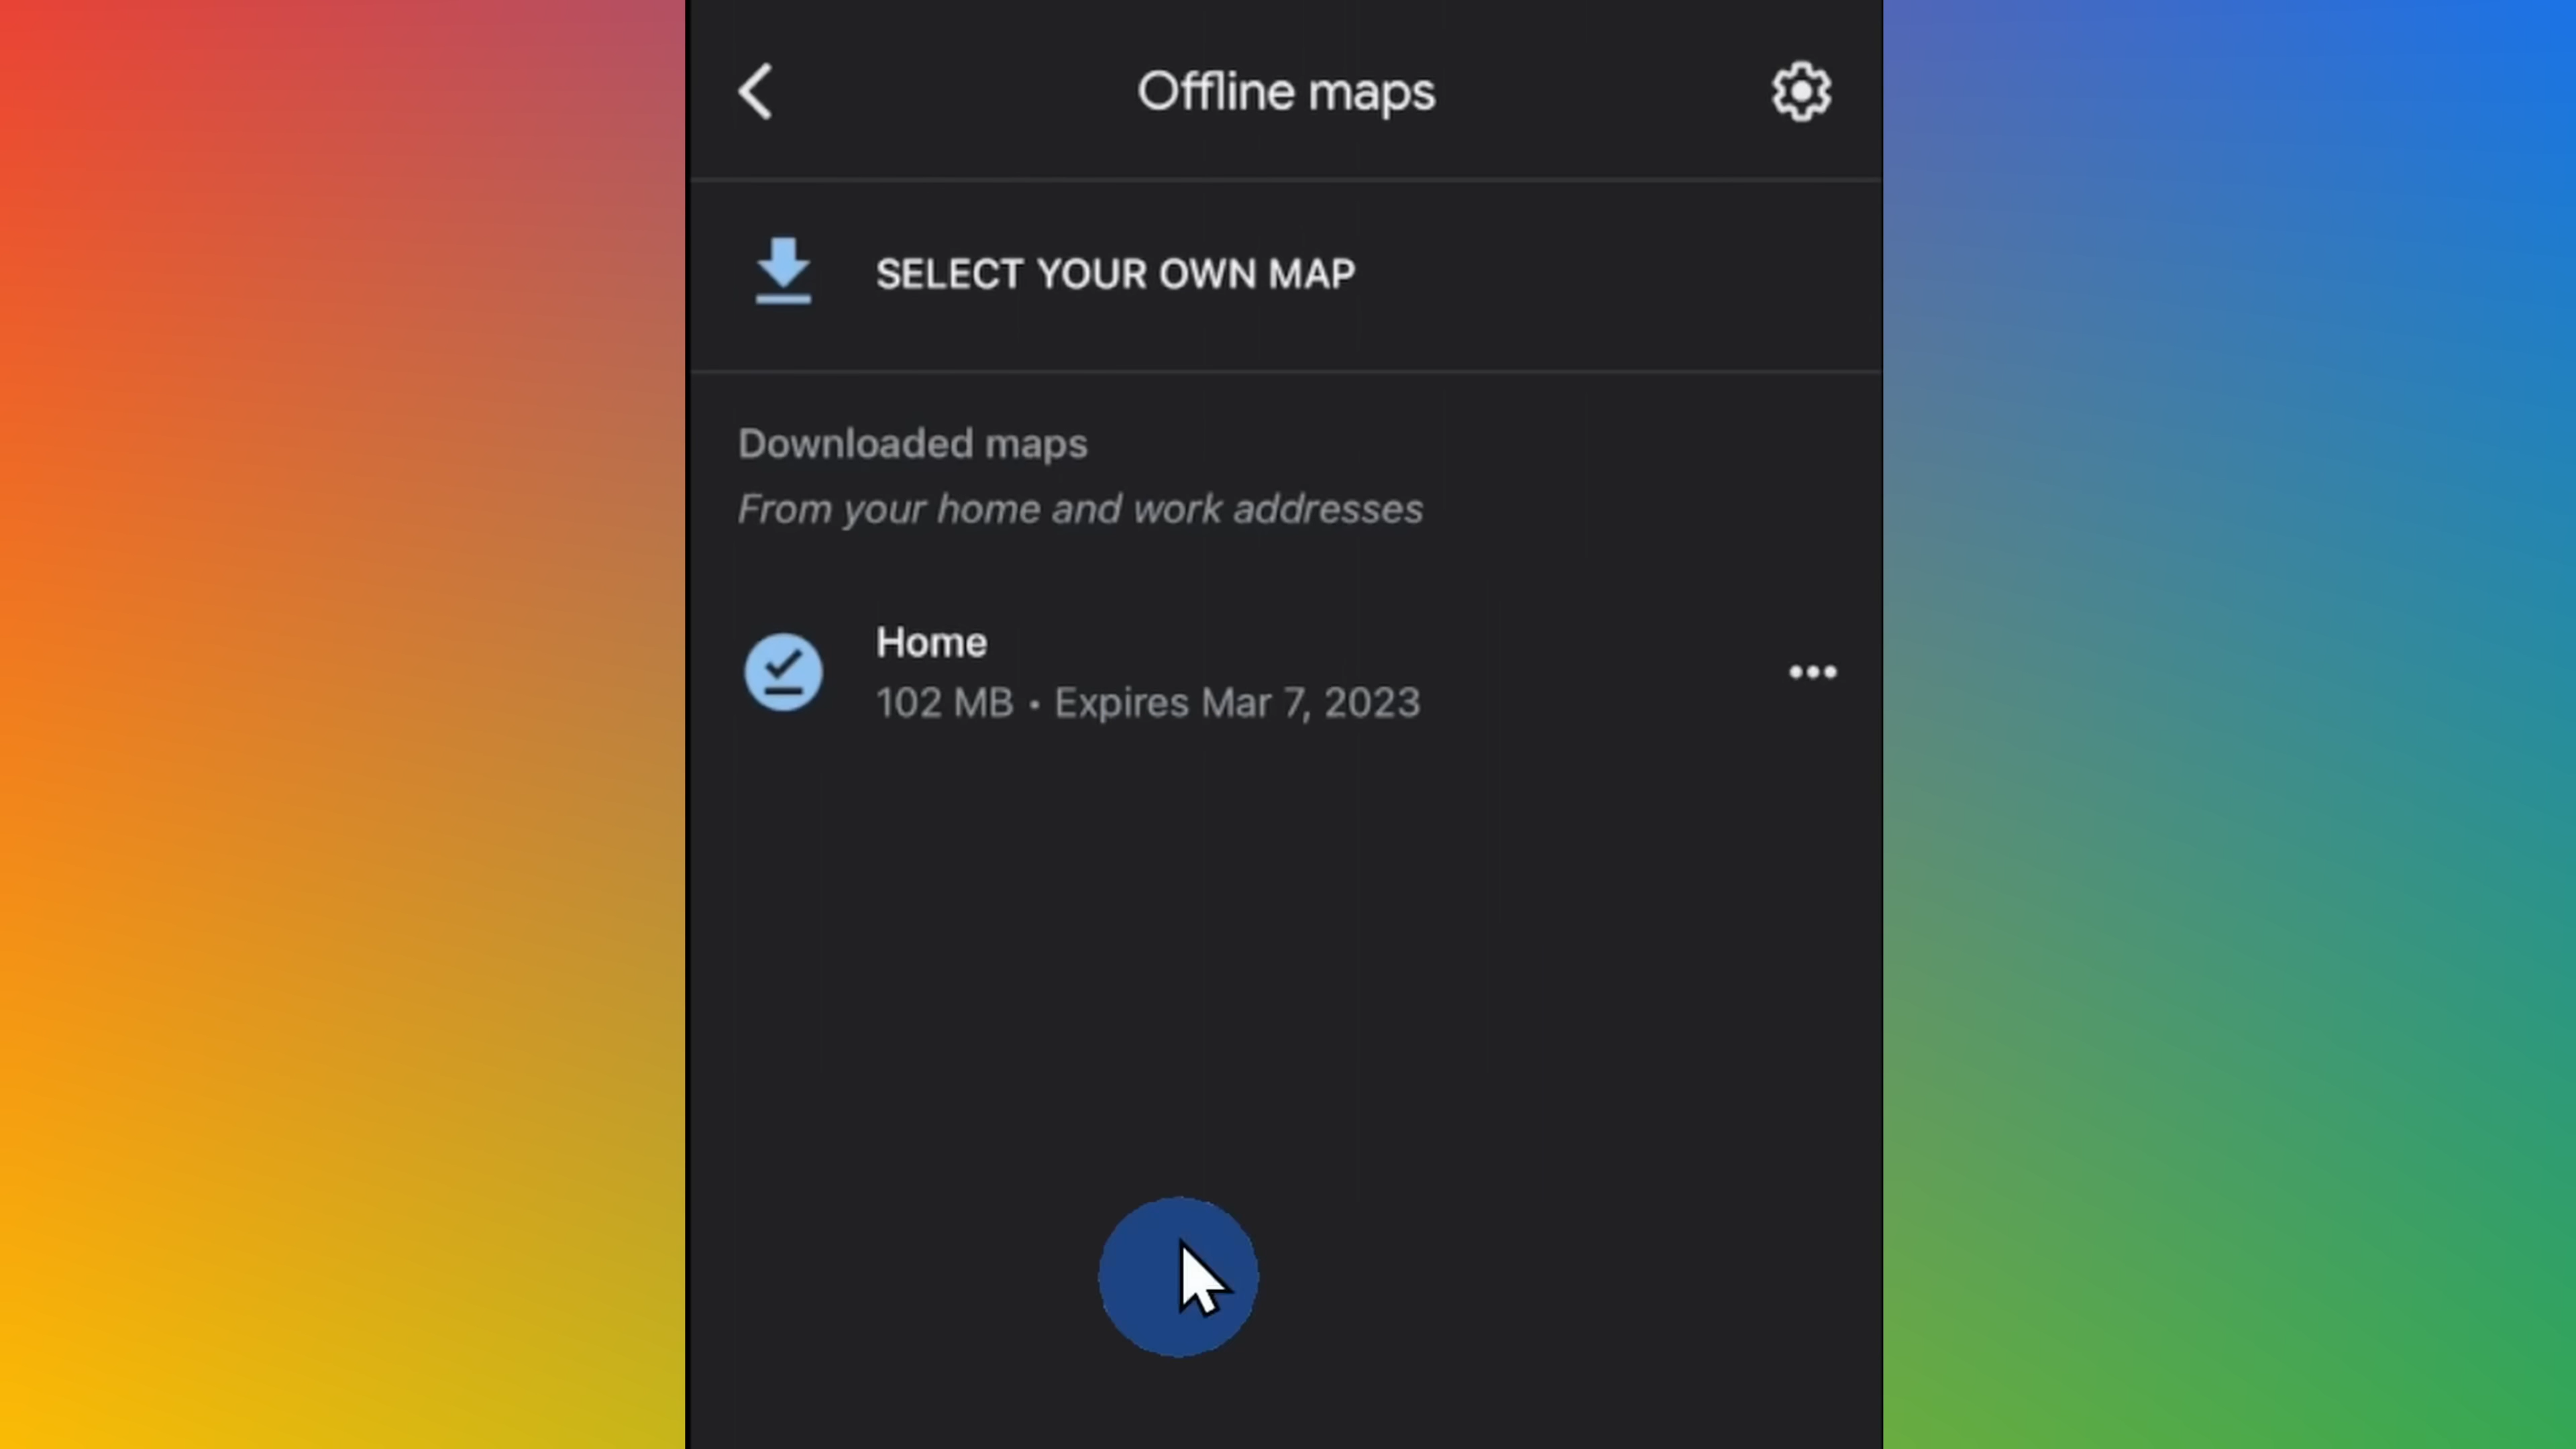 Offline maps
SELECT YOUR OWN MAP
Downloaded maps
From your home and work addresses
Home
102 MB • Expires Mar 7, 2023